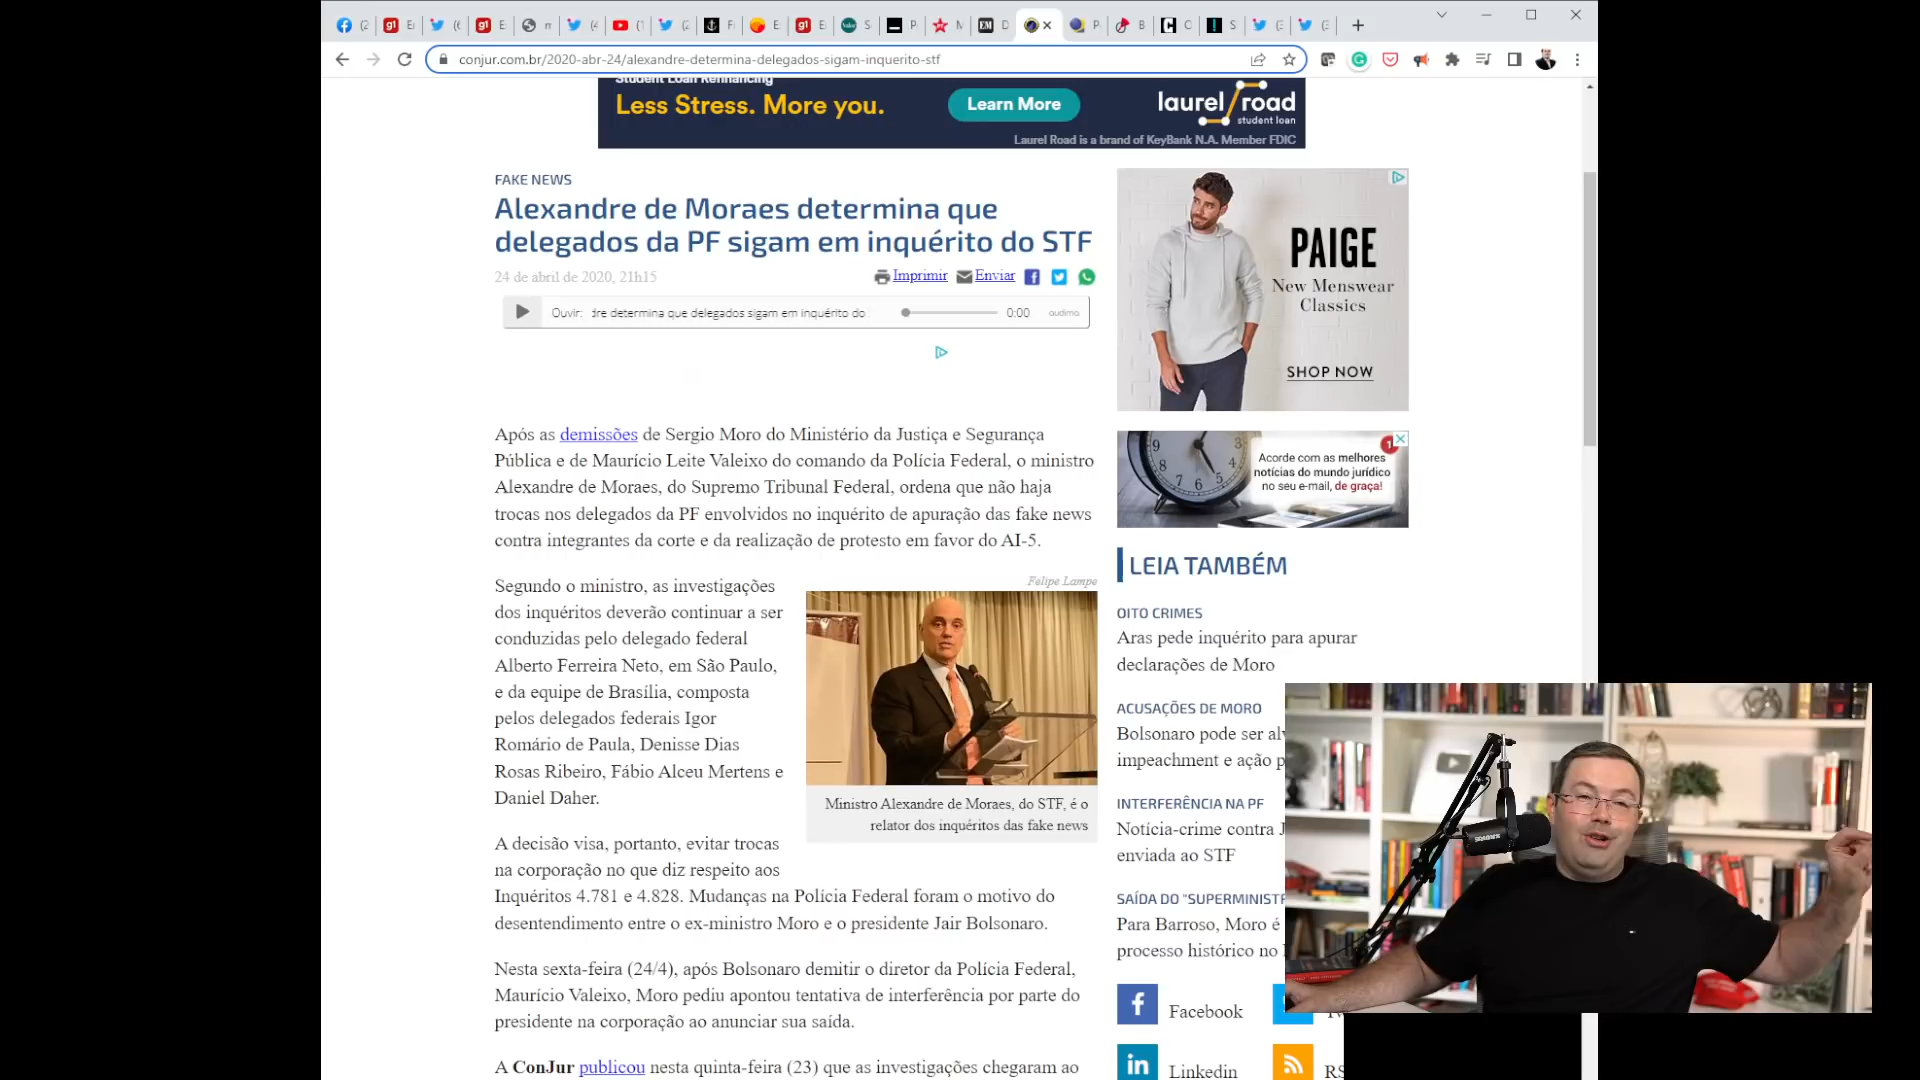 conjur.com.br/2020-abr-24/alexandre-determina-delegados-sigam-inquerito-stf
Student Loan Refinancing
Less Stress. More you.
Learn More
laurel road
student loan
Laurel Road is a brand of KeyBank N.A. Member FDIC
FAKE NEWS
Alexandre de Moraes determina que
delegados da PF sigam em inquérito do STF
24 de abril de 2020, 21h15
Imprimir
Enviar
Ouvir: dre determina que delegados sigam em inquérito do
0:00
audima
Após as demissões de Sergio Moro do Ministério da Justiça e Segurança
Pública e de Maurício Leite Valeixo do comando da Polícia Federal, o ministro
Alexandre de Moraes, do Supremo Tribunal Federal, ordena que não haja
trocas nos delegados da PF envolvidos no inquérito de apuração das fake news
contra integrantes da corte e da realização de protesto em favor do AI-5.
Felipe Lampe
Segundo o ministro, as investigações
dos inquéritos deverão continuar a ser
conduzidas pelo delegado federal
Alberto Ferreira Neto, em São Paulo,
e da equipe de Brasília, composta
pelos delegados federais Igor
Romário de Paula, Denisse Dias
Rosas Ribeiro, Fábio Alceu Mertens e
Daniel Daher.
Ministro Alexandre de Moraes, do STF, é o
relator dos inquéritos das fake news
A decisão visa, portanto, evitar trocas
na corporação no que diz respeito aos
Inquéritos 4.781 e 4.828. Mudanças na Polícia Federal foram o motivo do
desentendimento entre o ex-ministro Moro e o presidente Jair Bolsonaro.
Nesta sexta-feira (24/4), após Bolsonaro demitir o diretor da Polícia Federal,
Maurício Valeixo, Moro pediu apontou tentativa de interferência por parte do
presidente na corporação ao anunciar sua saída.
A ConJur publicou nesta quinta-feira (23) que as investigações chegaram ao
PAIGE
New Menswear
Classics
SHOP NOW
Acorde com as melhores
notícias do mundo jurídico
no seu e-mail, de graça!
1
LEIA TAMBÉM
OITO CRIMES
Aras pede inquérito para apurar
declarações de Moro
ACUSAÇÕES DE MORO
Bolsonaro pode ser al
impeachment e ação p
INTERFERÊNCIA NA PF
Notícia-crime contra J
enviada ao STF
SAÍDA DO "SUPERMINISTR
Para Barroso, Moro é
processo histórico no
Facebook
Linkedin
RS